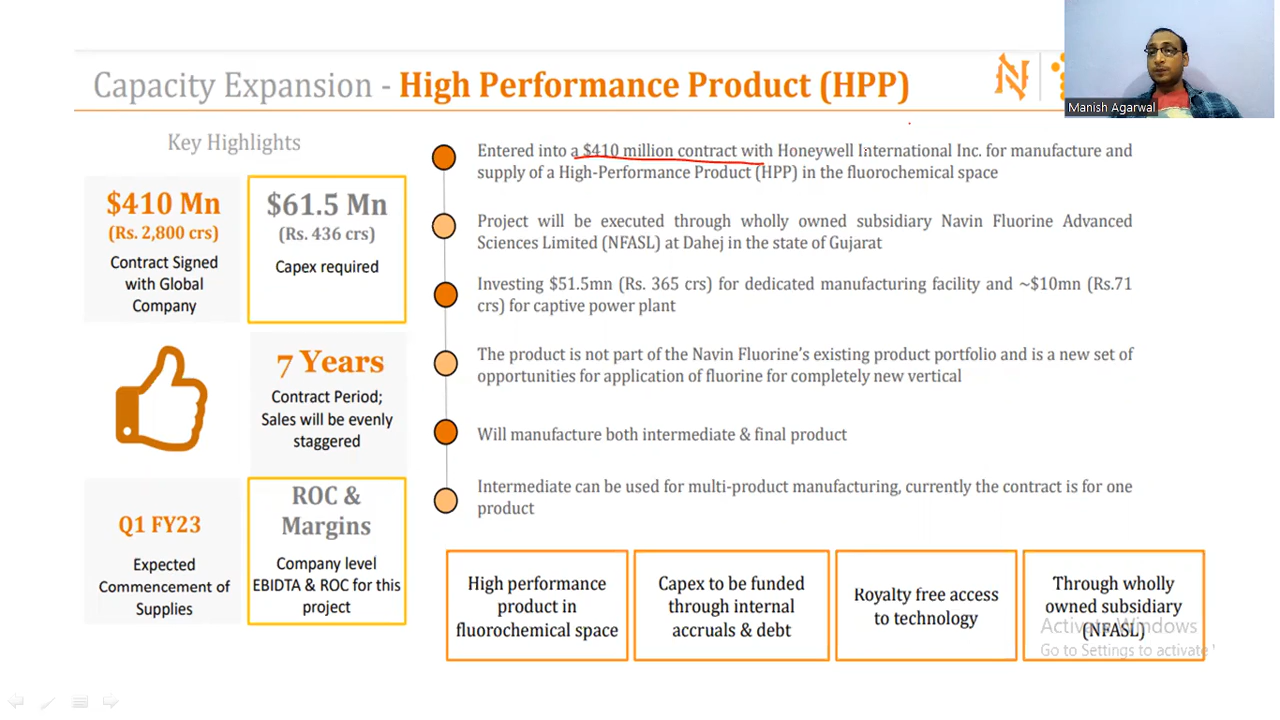 Capacity Expansion - High Performance Product (HPP)
Manish Agarwal
Key Highlights
$410 Mn
(Rs. 2,800 crs)
Contract Signed
with Global
Company
$61.5 Mn
(Rs. 436 crs)
Capex required
7 Years
Contract Period;
Sales will be evenly
staggered
Q1 FY23
Expected
Commencement of
Supplies
ROC &
Margins
Company level
EBIDTA & ROC for this
project
Entered into a $410 million contract with Honeywell International Inc. for manufacture and
supply of a High-Performance Product (HPP) in the fluorochemical space
Project will be executed through wholly owned subsidiary Navin Fluorine Advanced
Sciences Limited (NFASL) at Dahej in the state of Gujarat
Investing $51.5mn (Rs. 365 crs) for dedicated manufacturing facility and ~$10mn (Rs.71
crs) for captive power plant
The product is not part of the Navin Fluorine's existing product portfolio and is a new set of
opportunities for application of fluorine for completely new vertical
Will manufacture both intermediate & final product
Intermediate can be used for multi-product manufacturing, currently the contract is for one
product
High performance
product in
fluorochemical space
Capex to be funded
through internal
accruals & debt
Royalty free access
to technology
Through wholly
owned subsidiary
(NFASL)
Activate Windows
Go to Settings to activate